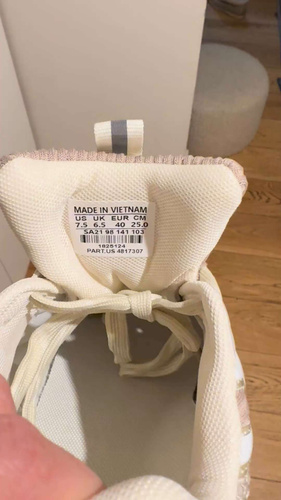 MADE IN VIETNAM
US UK EUR CM
7.5 6.5 40 25.0
SA21 98 141 103
1825124
PART.US 4817307